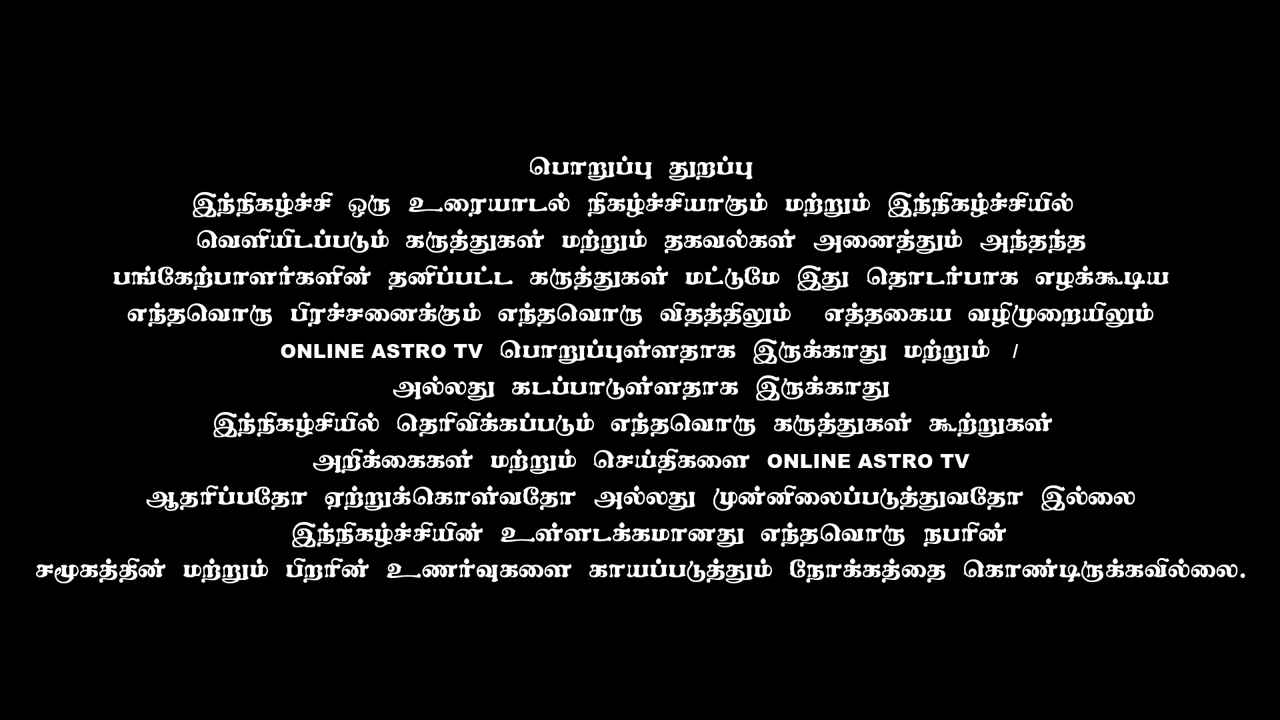 பொறுப்பு துறப்பு
இந்நிகழ்ச்சி ஒரு உரையாடல் நிகழ்ச்சியாகும் மற்றும் இந்நிகழ்ச்சியில்
வெளியிடப்படும் கருத்துகள் மற்றும் தகவல்கள் அனைத்தும் அந்தந்த
பங்கேற்பாளர்களின் தனிப்பட்ட கருத்துகள் மட்டுமே இது தொடர்பாக எழக்கூடிய
எந்தவொரு பிரச்சனைக்கும் எந்தவொரு விதத்திலும் எத்தகைய வழிமுறையிலும்
ONLINE ASTRO TV பொறுப்புள்ளதாக இருக்காது மற்றும் /
அல்லது கடப்பாடுள்ளதாக இருக்காது
இந்நிகழ்சியில் தெரிவிக்கப்படும் எந்தவொரு கருத்துகள் கூற்றுகள்
அறிக்கைகள் மற்றும் செய்திகளை ONLINE ASTRO TV
ஆதரிப்பதோ ஏற்றுக்கொள்வதோ அல்லது முன்னிலைப்படுத்துவதோ இல்லை
இந்நிகழ்ச்சியின் உள்ளடக்கமானது எந்தவொரு நபரின்
சமூகத்தின் மற்றும் பிறரின் உணர்வுகளை காயப்படுத்தும் நோக்கத்தை கொண்டிருக்கவில்லை.